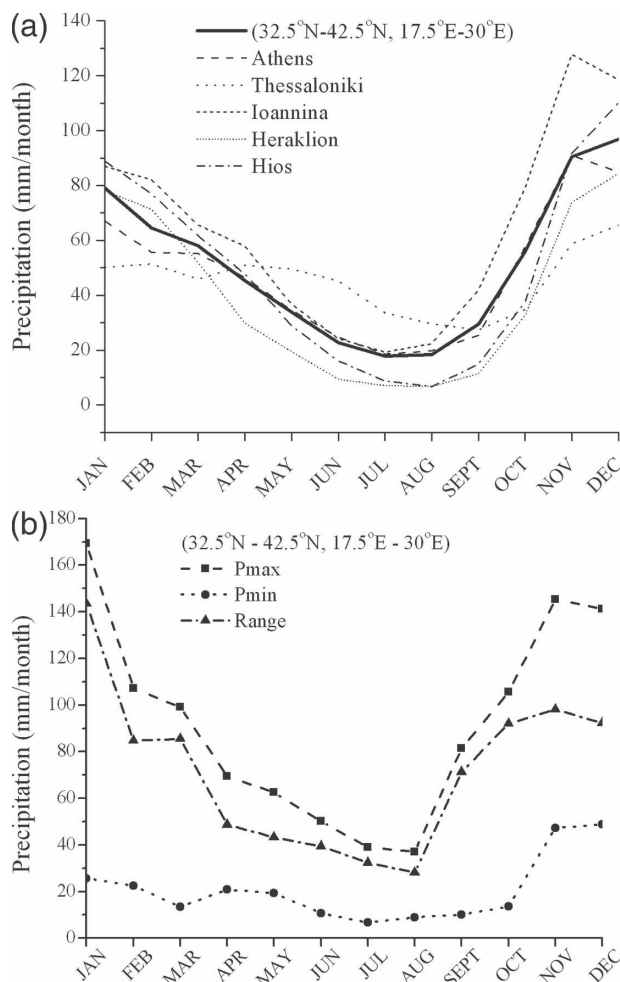 (a)
(32.5°N-42.5°N, 17.5°E-30°E)
Athens
Thessaloniki
Ioannina
Heraklion
Hios
Precipitation (mm/month)
140
120
100
80
60
40
20
0
JAN FEB MAR APR MAY JUN JUL AUG SEPT OCT NOV DEC
(b)
(32.5°N - 42.5°N, 17.5°E - 30°E)
Pmax
Pmin
Range
Precipitation (mm/month)
180
160
140
120
100
80
60
40
20
0
JAN FEB MAR APR MAY JUN JUL AUG SEPT OCT NOV DEC